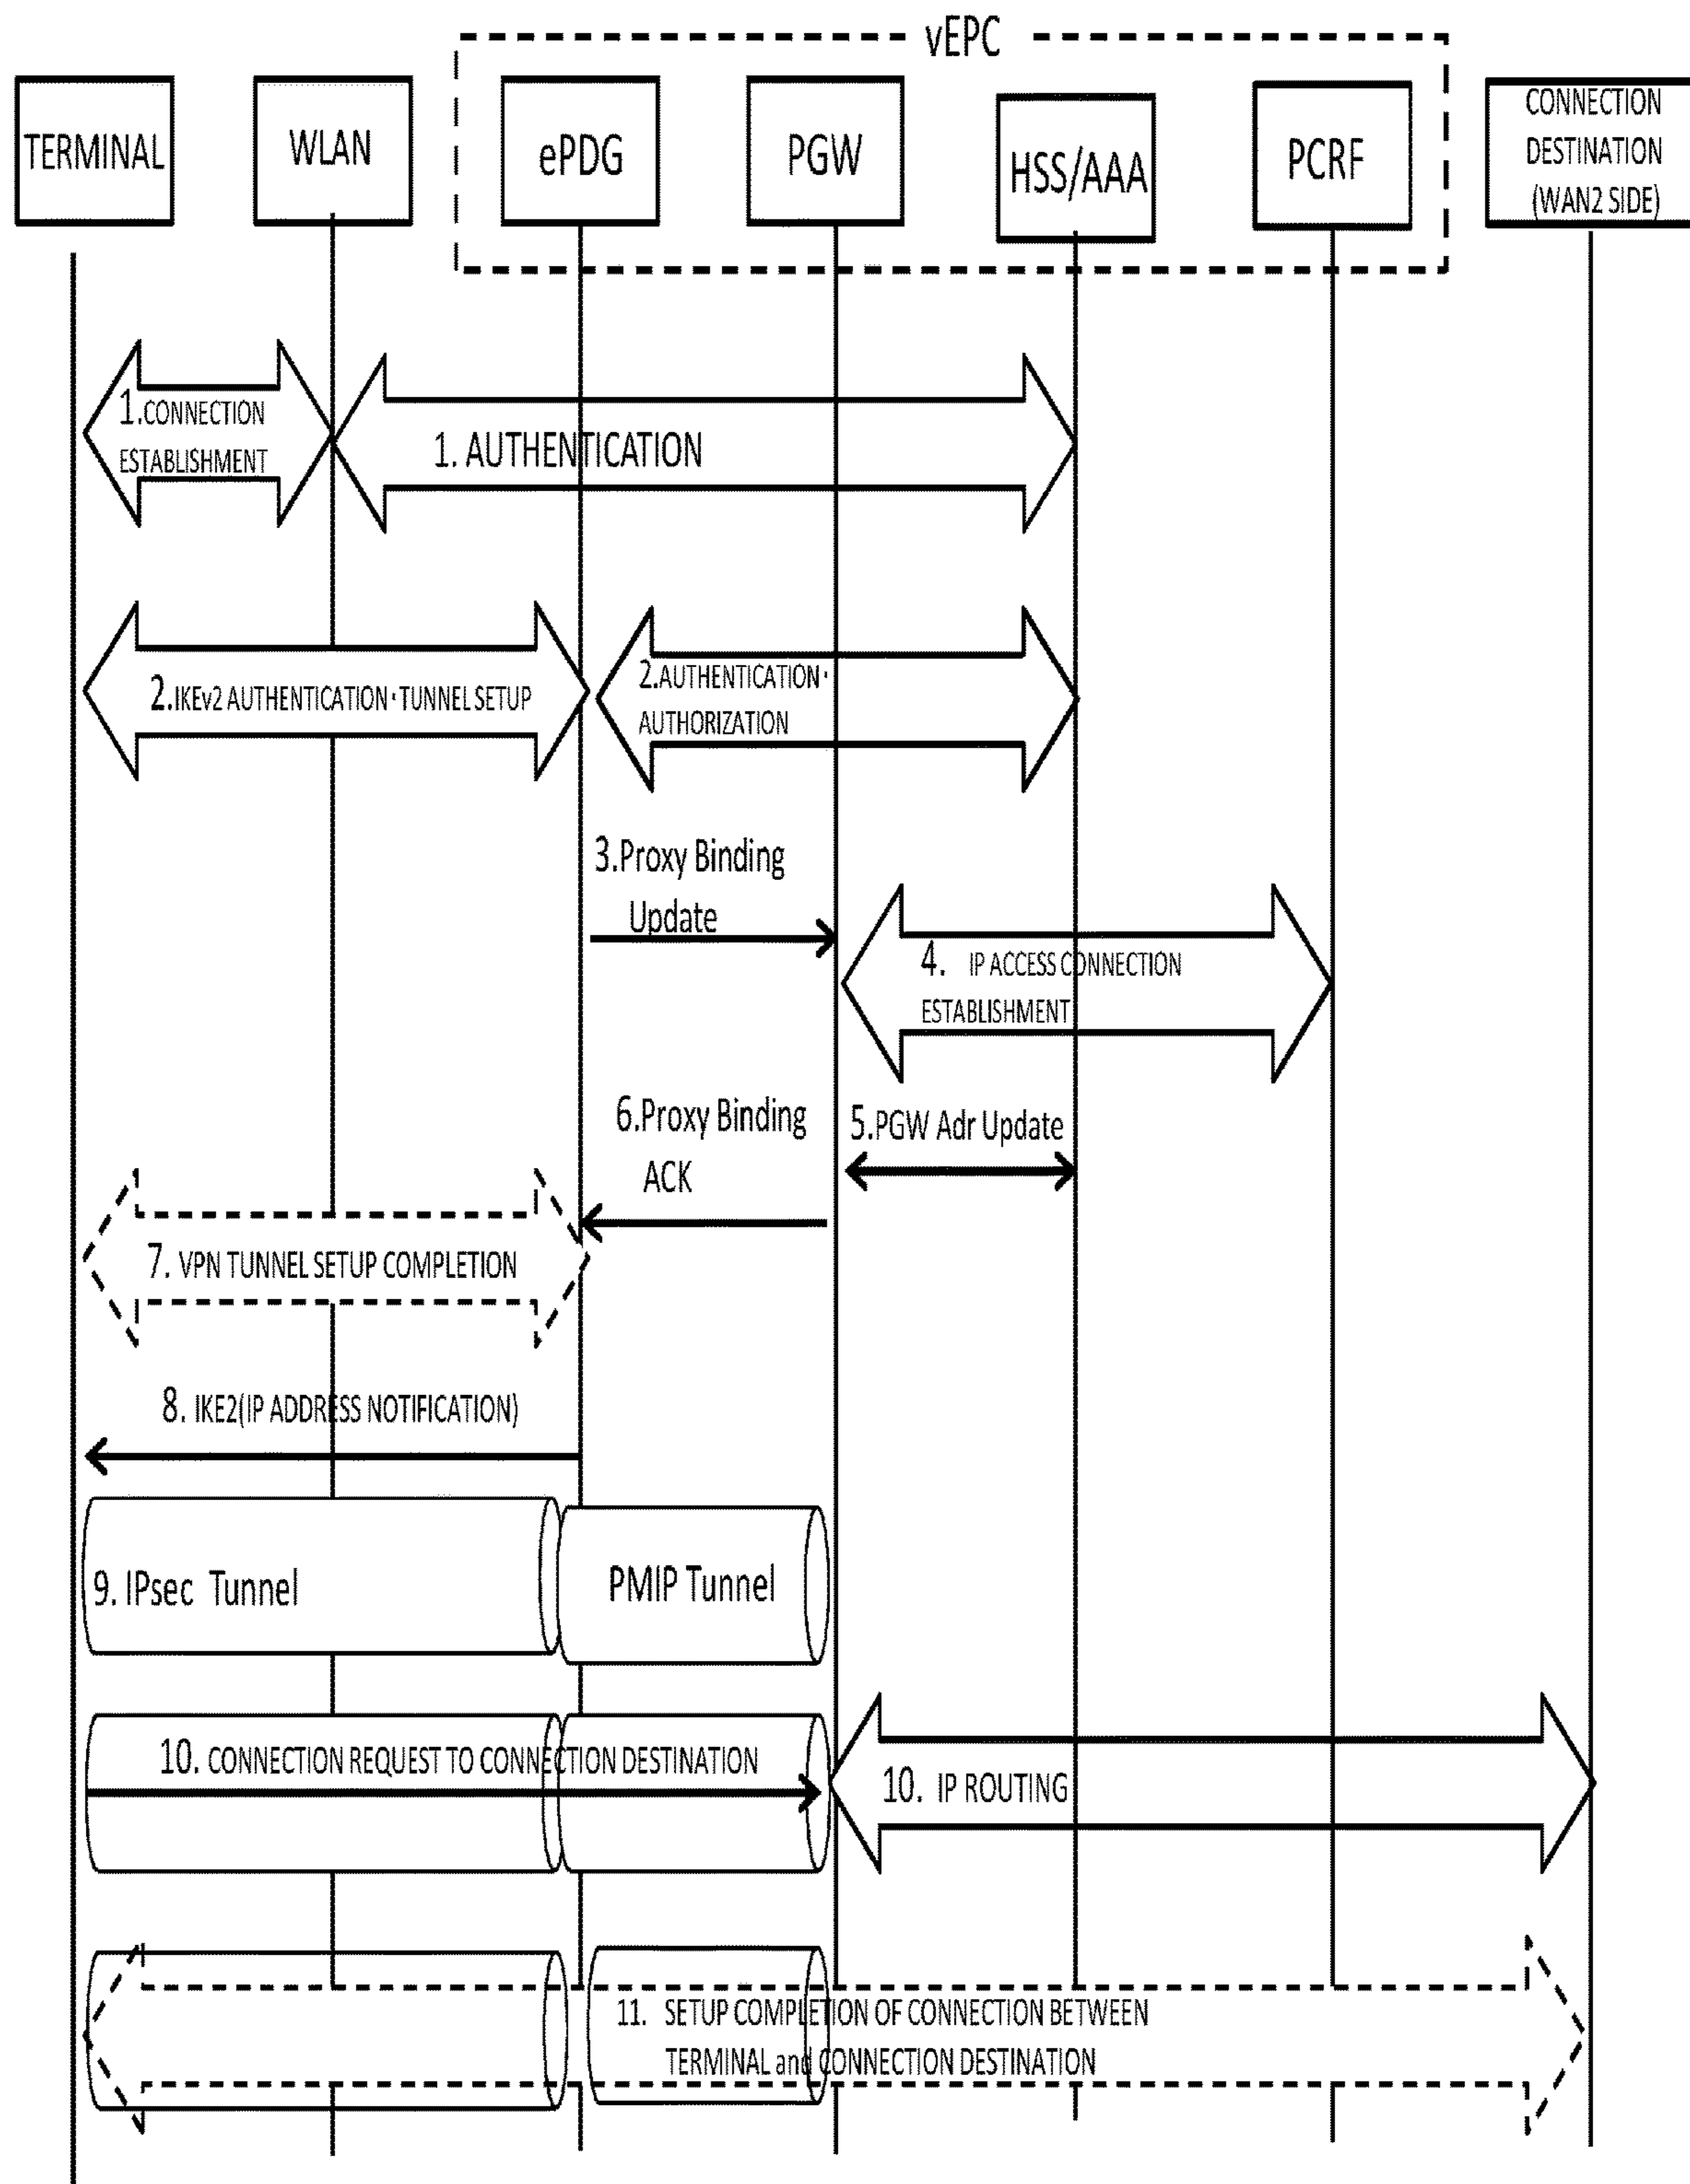 vEPC
TERMINAL
WLAN
ePDG
PGW
HSS/AAA
PCRF
CONNECTION
DESTINATION
(WAN2 SIDE)
1.CONNECTION
ESTABLISHMENT
1. AUTHENTICATION
2.IKEv2 AUTHENTICATION・TUNNEL SETUP
2.AUTHENTICATION・
AUTHORIZATION
3.Proxy Binding
Update
4. IP ACCESS CONNECTION
ESTABLISHMENT
6.Proxy Binding
ACK
5.PGW Adr Update
7. VPN TUNNEL SETUP COMPLETION
8. IKE2(IP ADDRESS NOTIFICATION)
9. IPsec Tunnel
PMIP Tunnel
10. CONNECTION REQUEST TO CONNECTION DESTINATION
10. IP ROUTING
11. SETUP COMPLETION OF CONNECTION BETWEEN
TERMINAL and CONNECTION DESTINATION